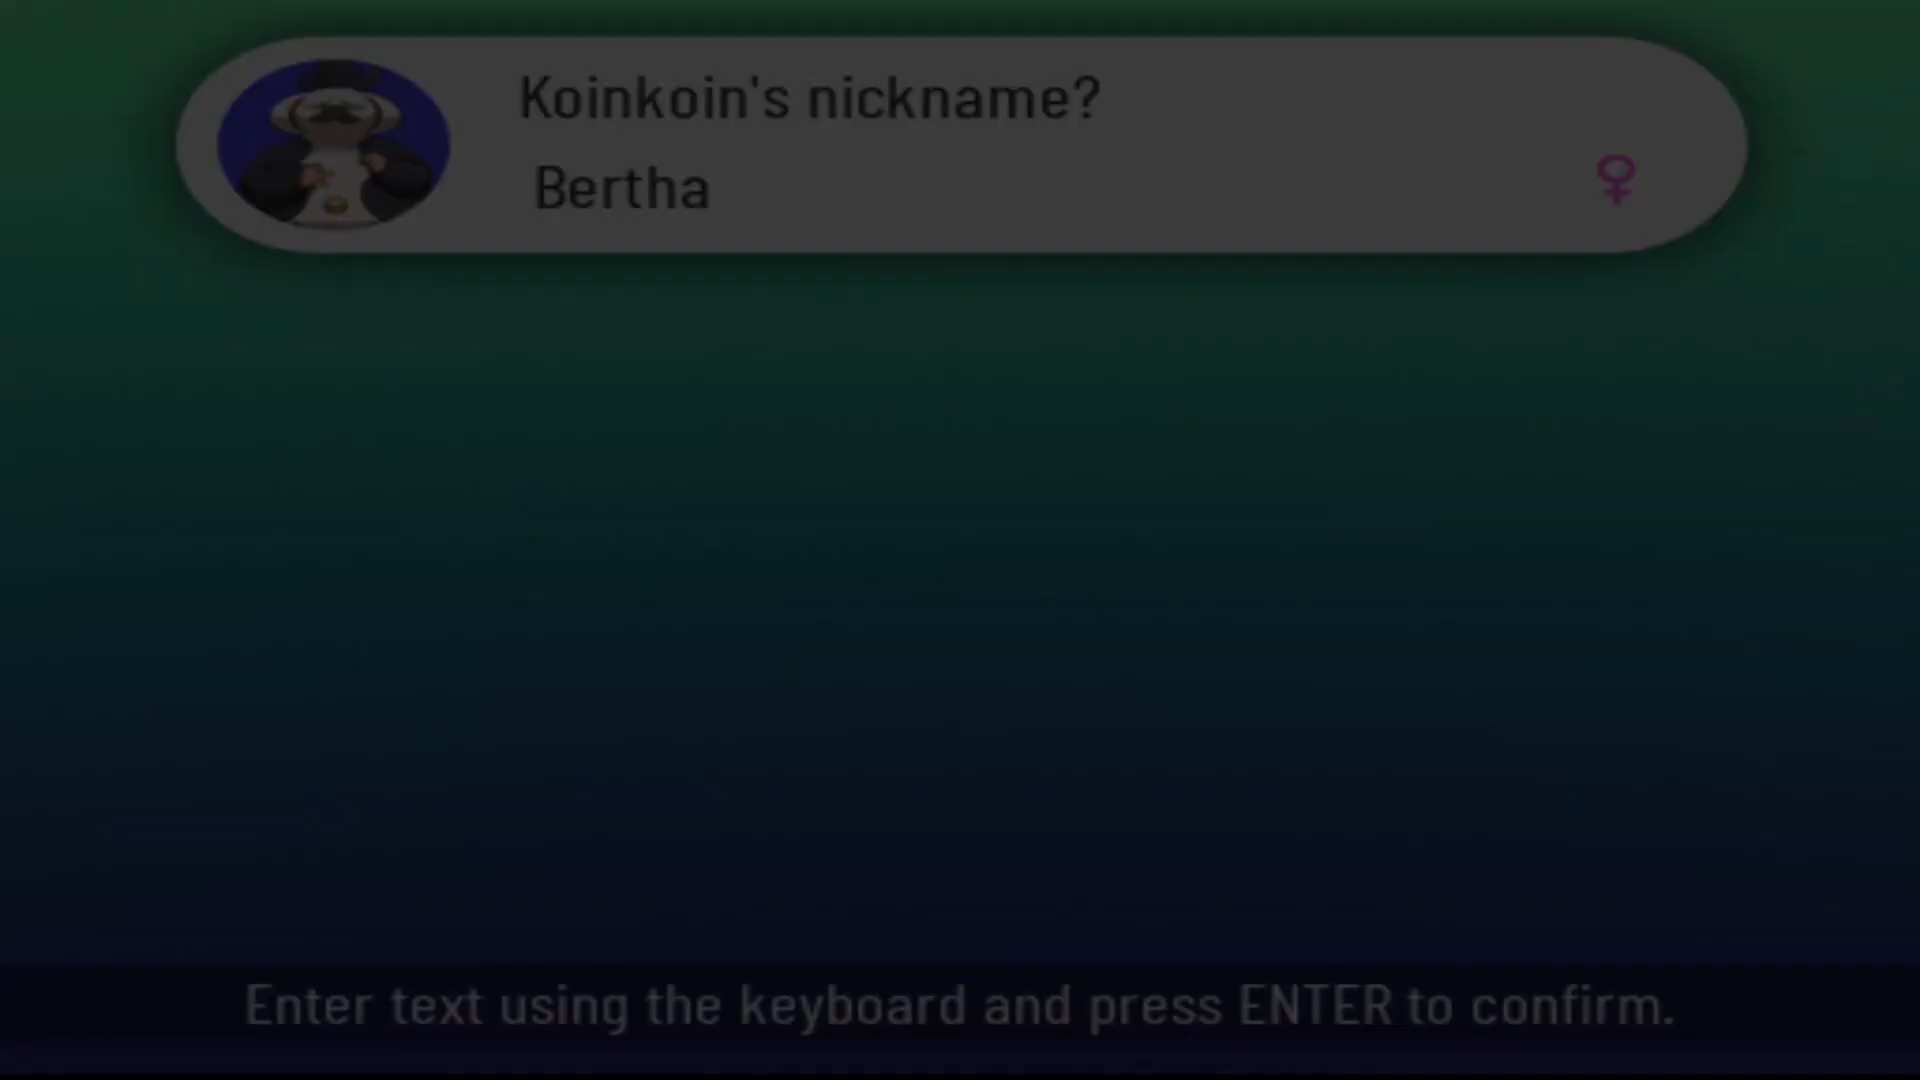 Koinkoin's nickname?
Bertha
♀
Enter text using the keyboard and press ENTER to confirm.